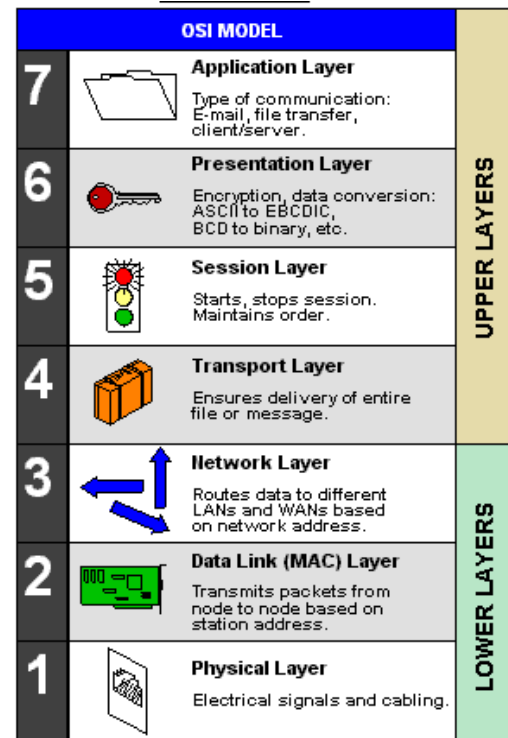 OSI MODEL
7
Application Layer
Type of communication:
E-mail, file transfer,
client/server.
6
Presentation Layer
Encryption, data conversion:
ASCII to EBCDIC,
BCD to binary, etc.
5
Session Layer
Starts, stops session.
Maintains order.
4
Transport Layer
Ensures delivery of entire
file or message.
UPPER LAYERS
3
Network Layer
Routes data to different
LANs and WANs based
on network address.
2
Data Link (MAC) Layer
Transmits packets from
node to node based on
station address.
1
Physical Layer
Electrical signals and cabling.
LOWER LAYERS